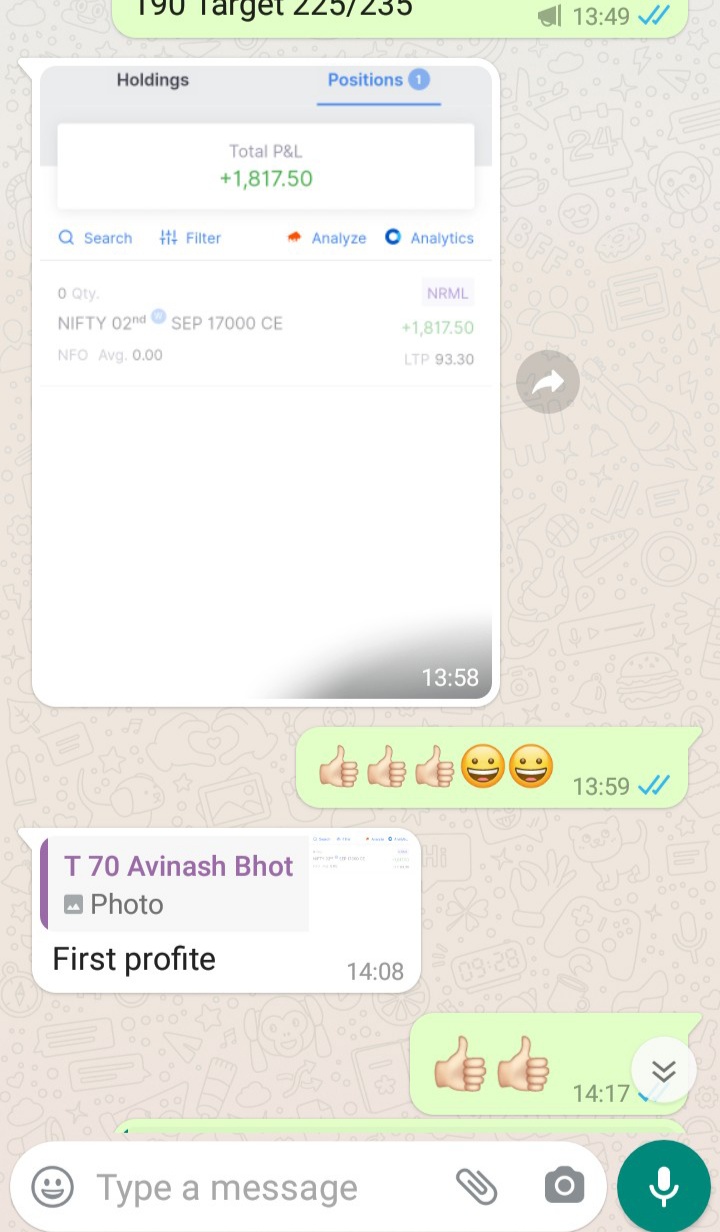 190 Target 225/235
13:49
Holdings
Positions 1
Total P&L
+1,817.50
Search Filter Analyze Analytics
0 Qty. NRML
NIFTY 02nd W SEP 17000 CE +1,817.50
NFO Avg. 0.00 LTP 93.30
13:58
👍🏻👍🏻👍🏻😀😀 13:59
T 70 Avinash Bhot
Photo
First profite 14:08
👍🏻👍🏻 14:17
Type a message